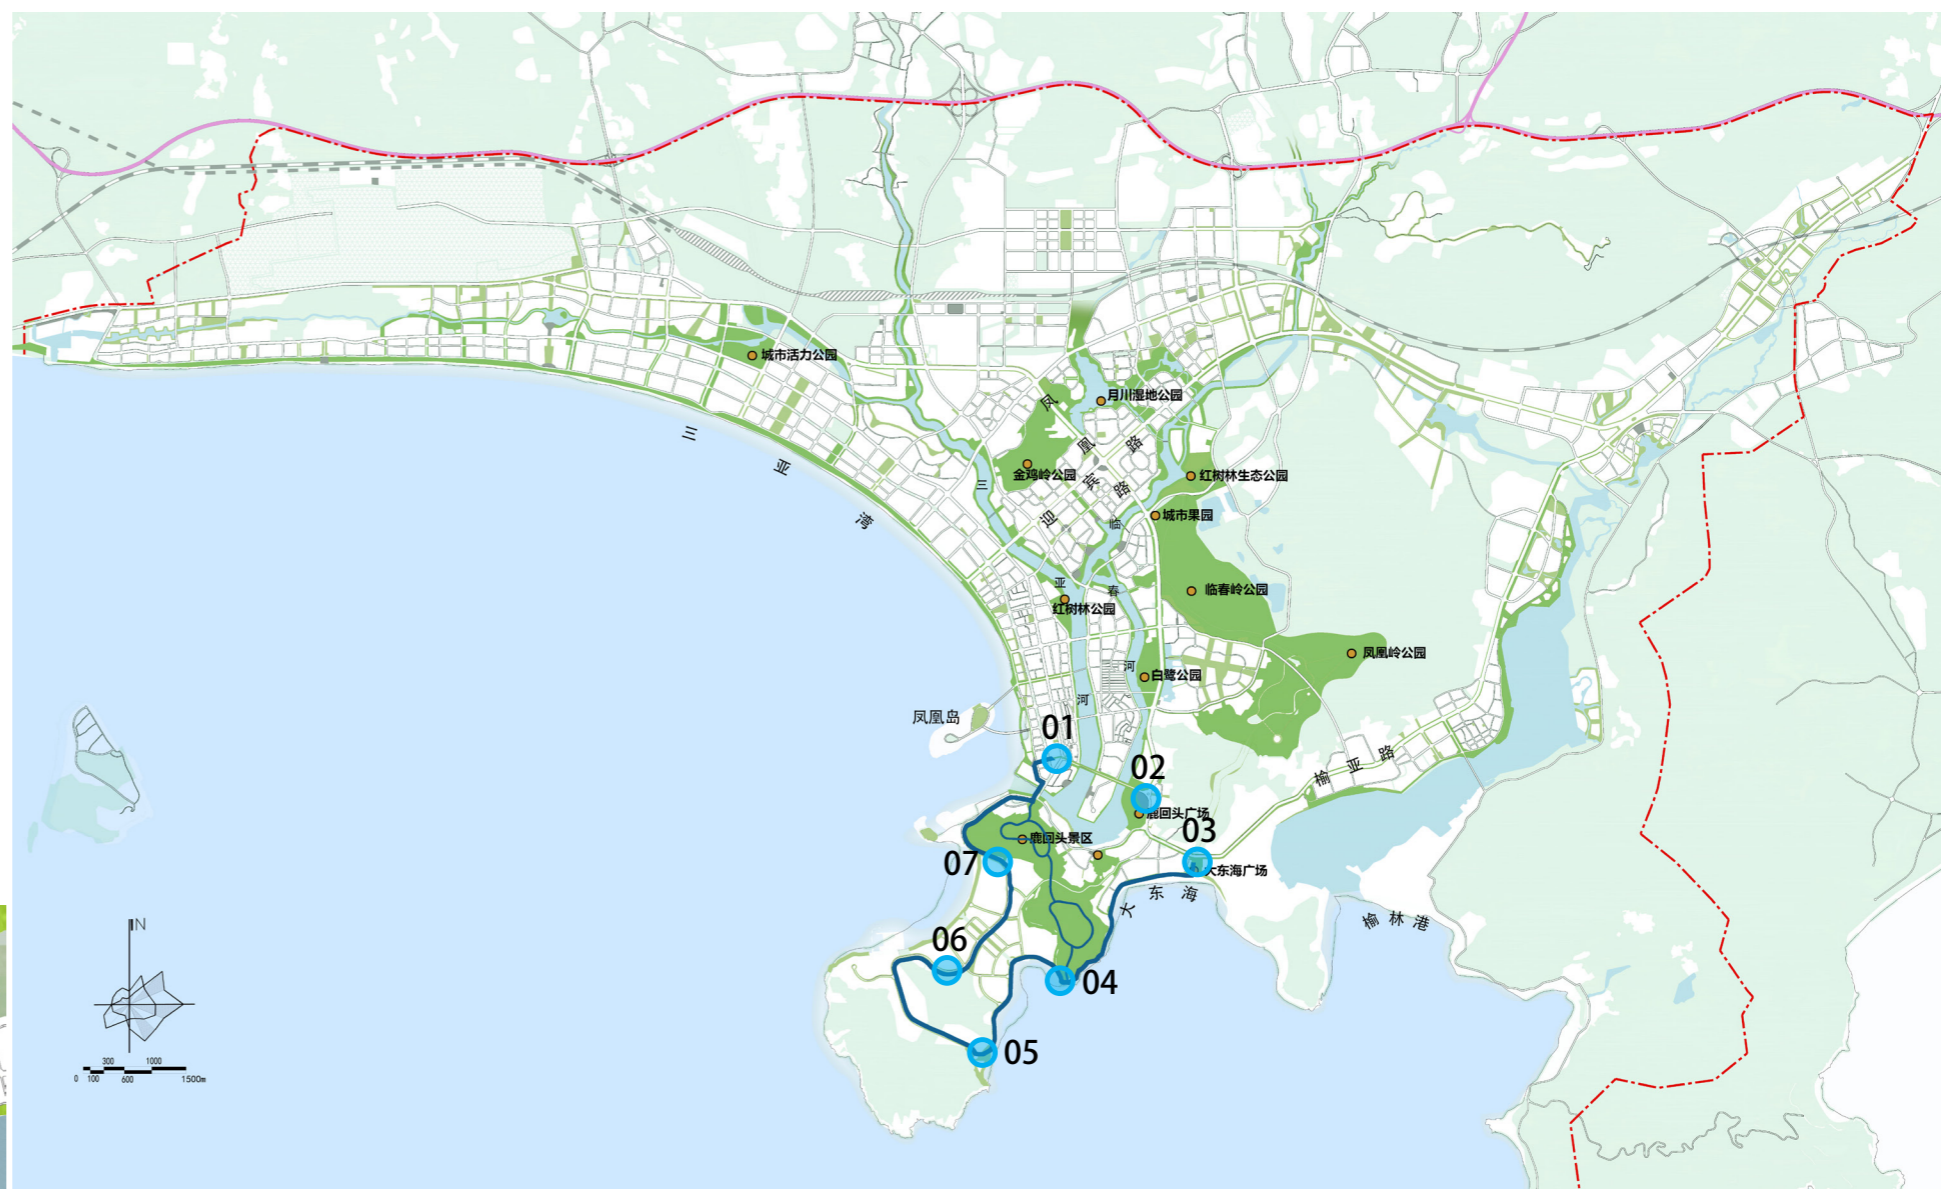 城市活力公园
月川湿地公园
凤
凰
路
三
亚
湾
金鸡岭公园
宾
路
迎
红树林生态公园
三
临
城市果园
亚
春
临春岭公园
红树林公园
凤凰岭公园
河
白鹭公园
河
凤凰岛
01
02
榆 亚 路
鹿回头广场
03
鹿回头景区
07
大东海广场
大 东 海
榆 林 港
06
04
05
N
300 1000
0 100 600 1500m